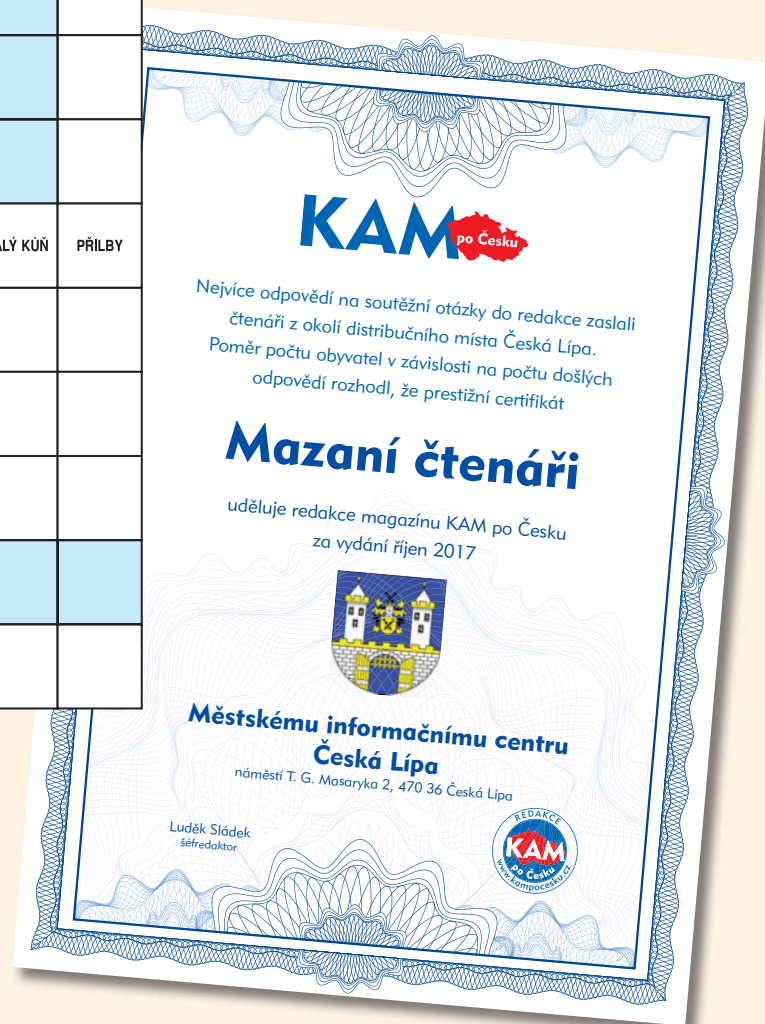 ALÝ KŮŇ
PŘILBY
KAM
po Česku
Nejvíce odpovědí na soutěžní otázky do redakce zaslali
čtenáři z okolí distribučního místa Česká Lípa.
Poměr počtu obyvatel v závislosti na počtu došlých
odpovědí rozhodl, že prestižní certifikát
Mazaní čtenáři
uděluje redakce magazínu KAM po Česku
za vydání říjen 2017
Městskému informačnímu centru
Česká Lípa
náměstí T. G. Masaryka 2, 470 36 Česká Lípa
Luděk Sládek
šéfredaktor
REDAKCE
KAM
po Česku
www.kampocesku.cz